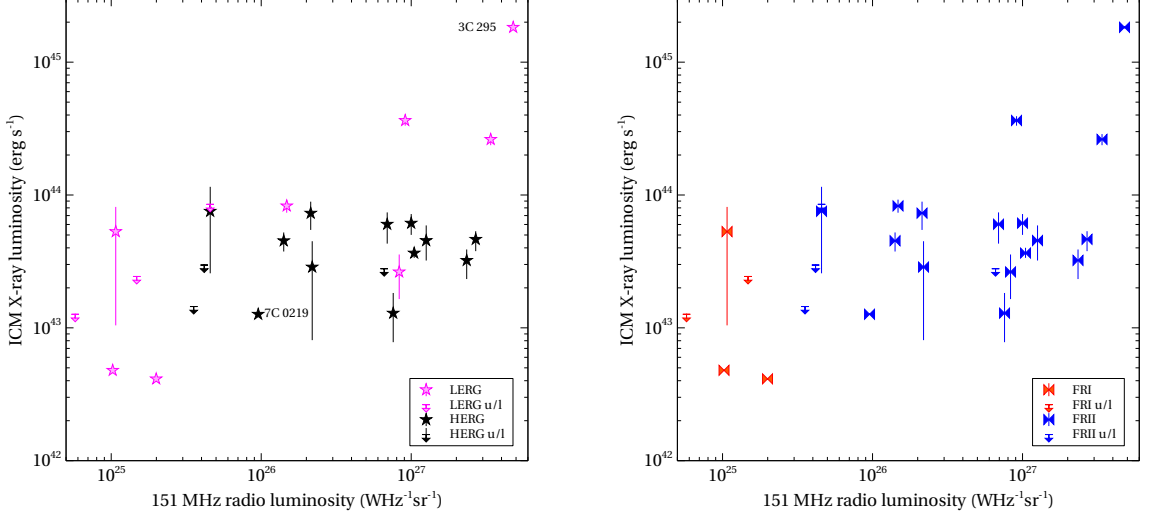 3C 295
10^45
10^44
10^43
10^42
ICM X-ray luminosity (erg s^-1)
7C 0219
LERG
LERG u/l
HERG
HERG u/l
10^25
10^26
10^27
151 MHz radio luminosity (WHz^-1sr^-1)
10^45
10^44
10^43
10^42
ICM X-ray luminosity (erg s^-1)
FRI
FRI u/l
FRII
FRII u/l
10^25
10^26
10^27
151 MHz radio luminosity (WHz^-1sr^-1)